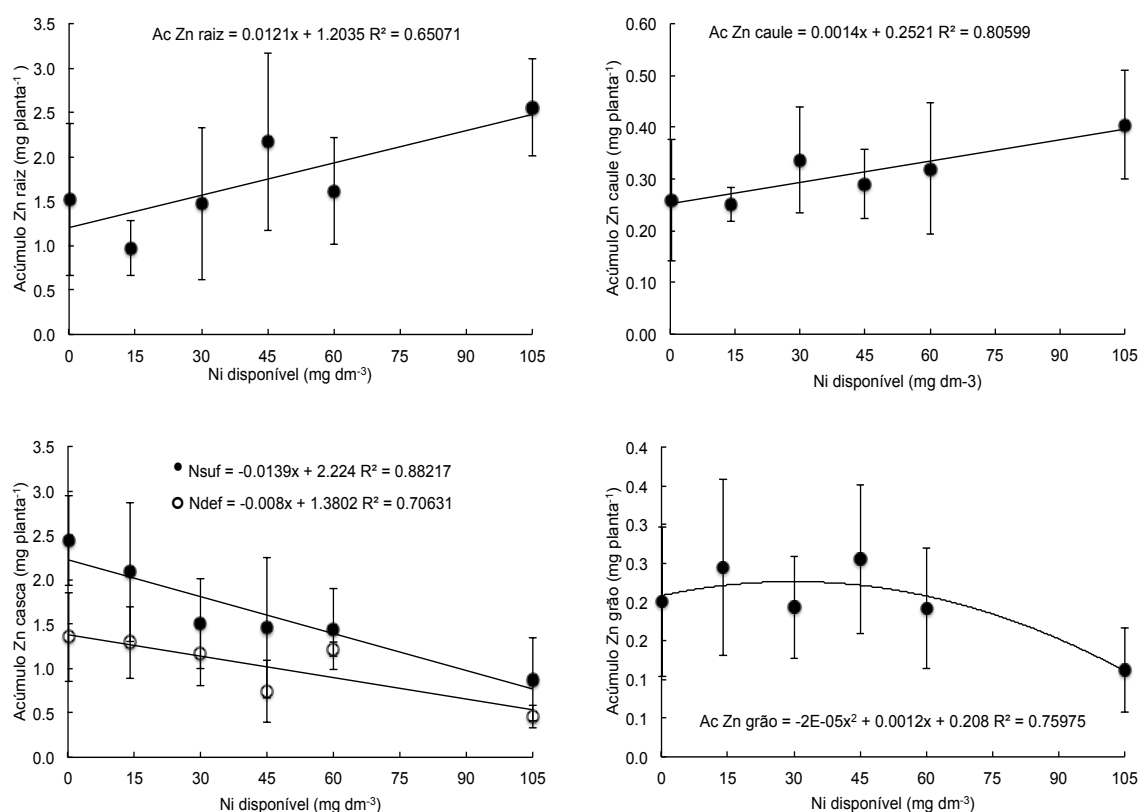 Ac Zn raiz = 0.0121x + 1.2035 R² = 0.65071
Acúmulo Zn raiz (mg planta⁻¹)
3.5
3.0
2.5
2.0
1.5
1.0
0.5
0.0
0 15 30 45 60 75 90 105
Ni disponível (mg dm⁻³)
Ac Zn caule = 0.0014x + 0.2521 R² = 0.80599
Acúmulo Zn caule (mg planta⁻¹)
0.60
0.50
0.40
0.30
0.20
0.10
0.00
0 15 30 45 60 75 90 105
Ni disponível (mg dm-3)
Nsuf = -0.0139x + 2.224 R² = 0.88217
Ndef = -0.008x + 1.3802 R² = 0.70631
Acúmulo Zn casca (mg planta⁻¹)
3.5
3.0
2.5
2.0
1.5
1.0
0.5
0.0
0 15 30 45 60 75 90 105
Ni disponível (mg dm⁻³)
Acúmulo Zn grão (mg planta⁻¹)
0.4
0.4
0.3
0.3
0.2
0.2
0.1
0.1
0.0
Ac Zn grão = -2E-05x² + 0.0012x + 0.208 R² = 0.75975
0 15 30 45 60 75 90 105
Ni disponível (mg dm⁻³)